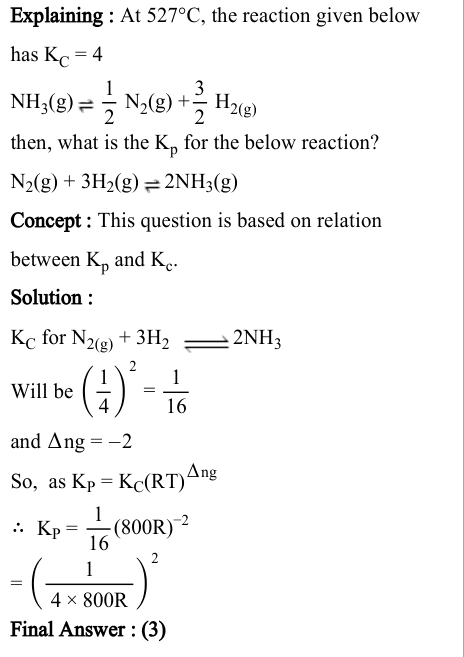 Explaining : At 527°C, the reaction given below
has K_C = 4
NH₃(g) ⇌ 1/2 N₂(g) + 3/2 H₂(g)
then, what is the K_p for the below reaction?
N₂(g) + 3H₂(g) ⇌ 2NH₃(g)
Concept : This question is based on relation
between K_p and K_c.
Solution :
K_C for N₂(g) + 3H₂ ⇌ 2NH₃
Will be (1/4)² = 1/16
and Δng = −2
So, as K_P = K_C(RT)^Δng
∴ K_P = 1/16 (800R)⁻²
= (1/(4 × 800R))²
Final Answer : (3)